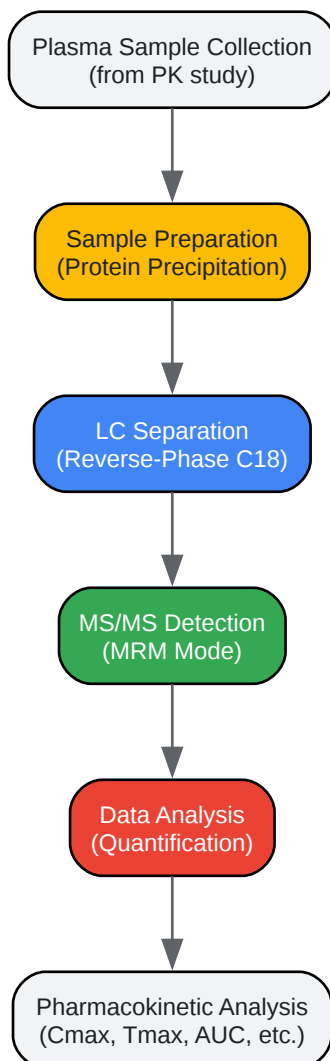 Plasma Sample Collection
(from PK study)
Sample Preparation
(Protein Precipitation)
LC Separation
(Reverse-Phase C18)
MS/MS Detection
(MRM Mode)
Data Analysis
(Quantification)
Pharmacokinetic Analysis
(Cmax, Tmax, AUC, etc.)